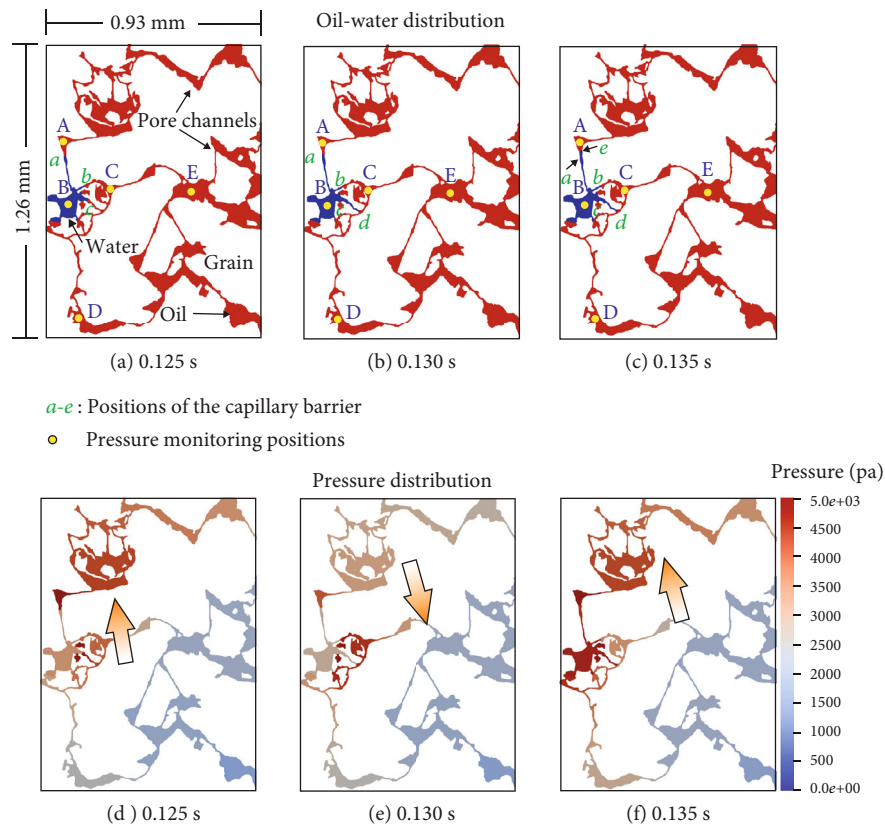 0.93 mm
Oil-water distribution
1.26 mm
Pore channels
A
a
b
B
C
c
E
Water
Grain
Oil
D
A
a
b
B
C
c
d
E
D
A
e
a
b
B
C
c
d
E
D
(a) 0.125 s
(b) 0.130 s
(c) 0.135 s
a-e : Positions of the capillary barrier
Pressure monitoring positions
Pressure distribution
Pressure (pa)
5.0e+03
4500
4000
3500
3000
2500
2000
1500
1000
500
0.0e+00
(d ) 0.125 s
(e) 0.130 s
(f) 0.135 s